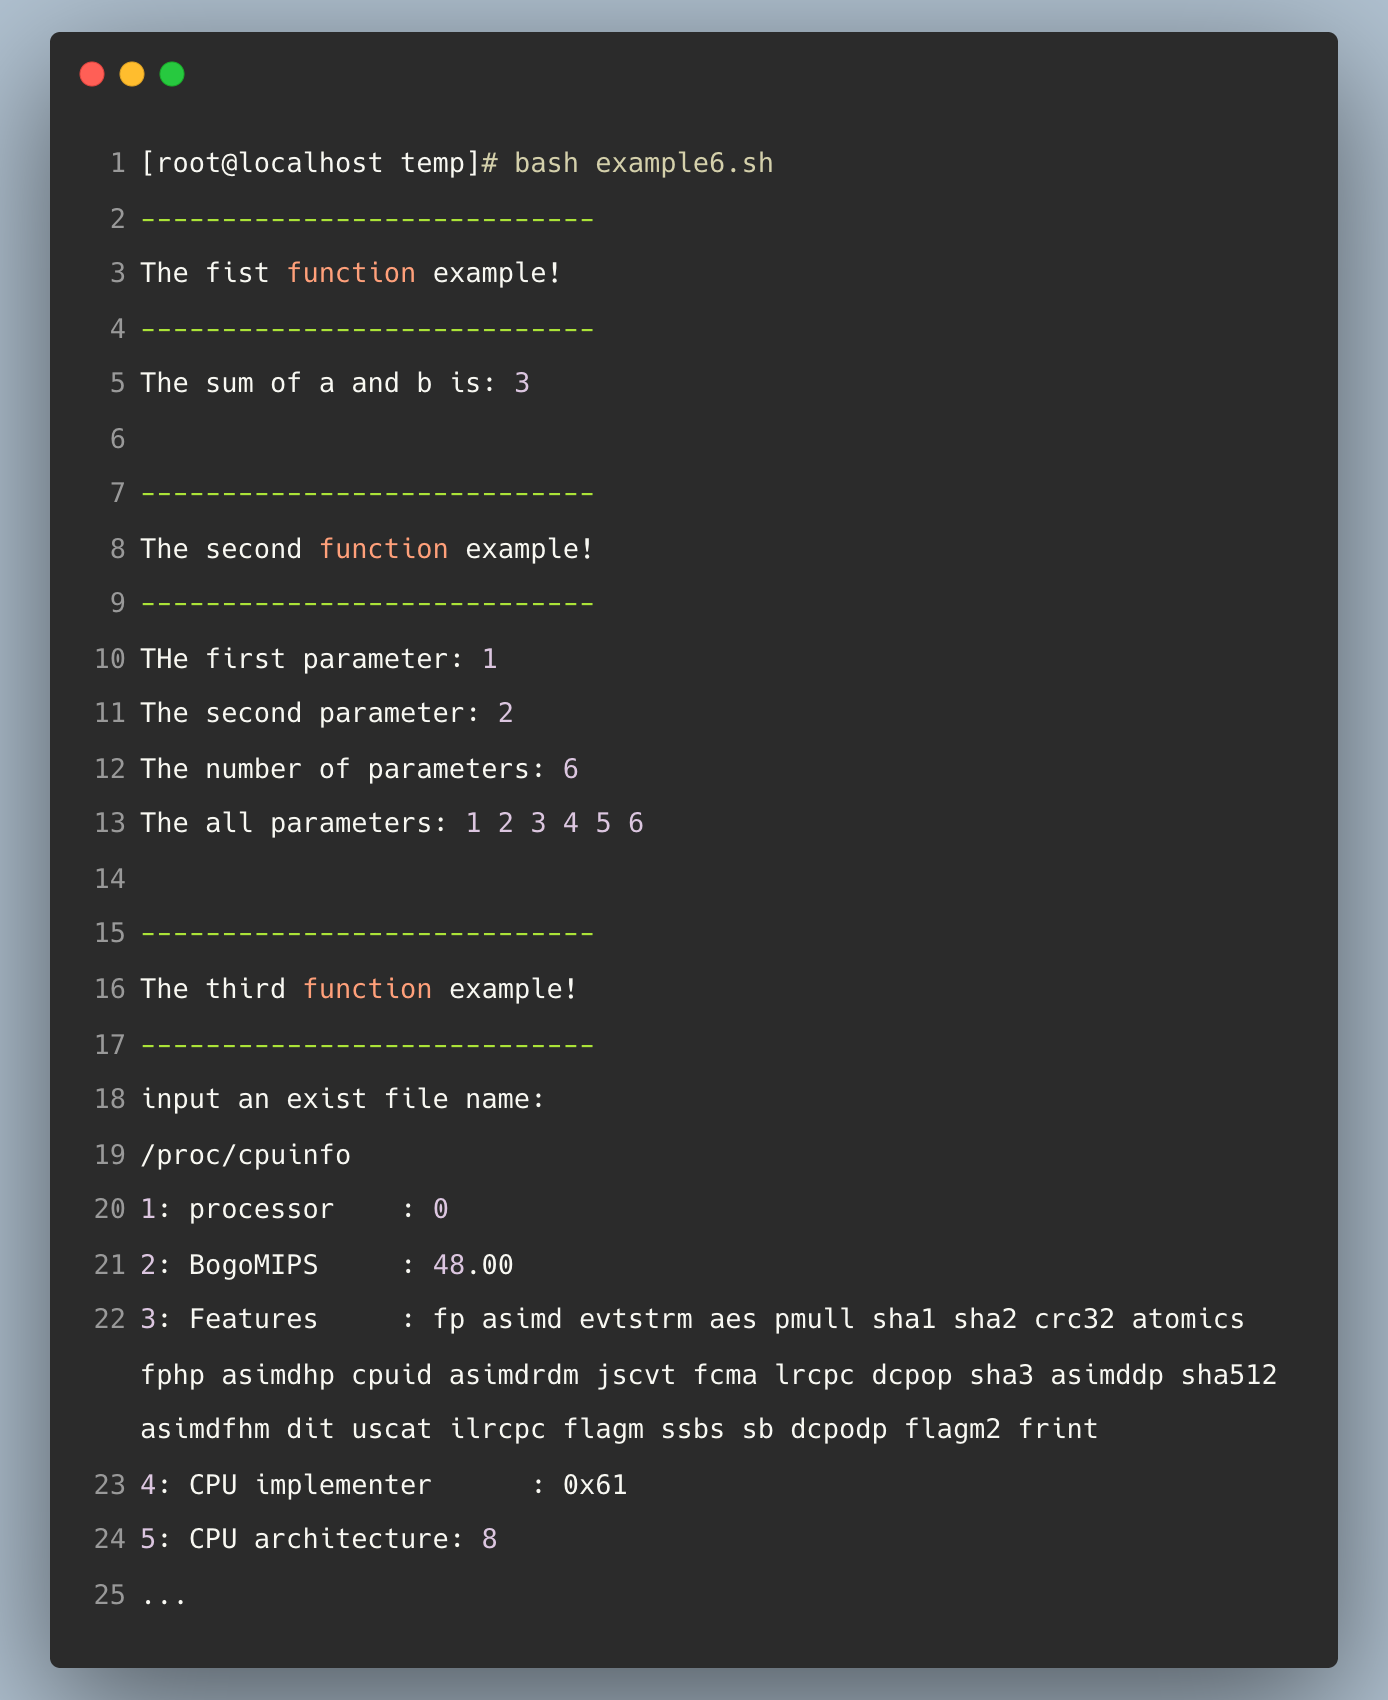 1 [root@localhost temp]# bash example6.sh
2 ----------------------------
3 The fist function example!
4 ----------------------------
5 The sum of a and b is: 3
6
7 ----------------------------
8 The second function example!
9 ----------------------------
10 THe first parameter: 1
11 The second parameter: 2
12 The number of parameters: 6
13 The all parameters: 1 2 3 4 5 6
14
15 ----------------------------
16 The third function example!
17 ----------------------------
18 input an exist file name:
19 /proc/cpuinfo
20 1: processor    : 0
21 2: BogoMIPS     : 48.00
22 3: Features     : fp asimd evtstrm aes pmull sha1 sha2 crc32 atomics
fphp asimdhp cpuid asimdrdm jscvt fcma lrcpc dcpop sha3 asimddp sha512
asimdfhm dit uscat ilrcpc flagm ssbs sb dcpodp flagm2 frint
23 4: CPU implementer      : 0x61
24 5: CPU architecture: 8
25 ...